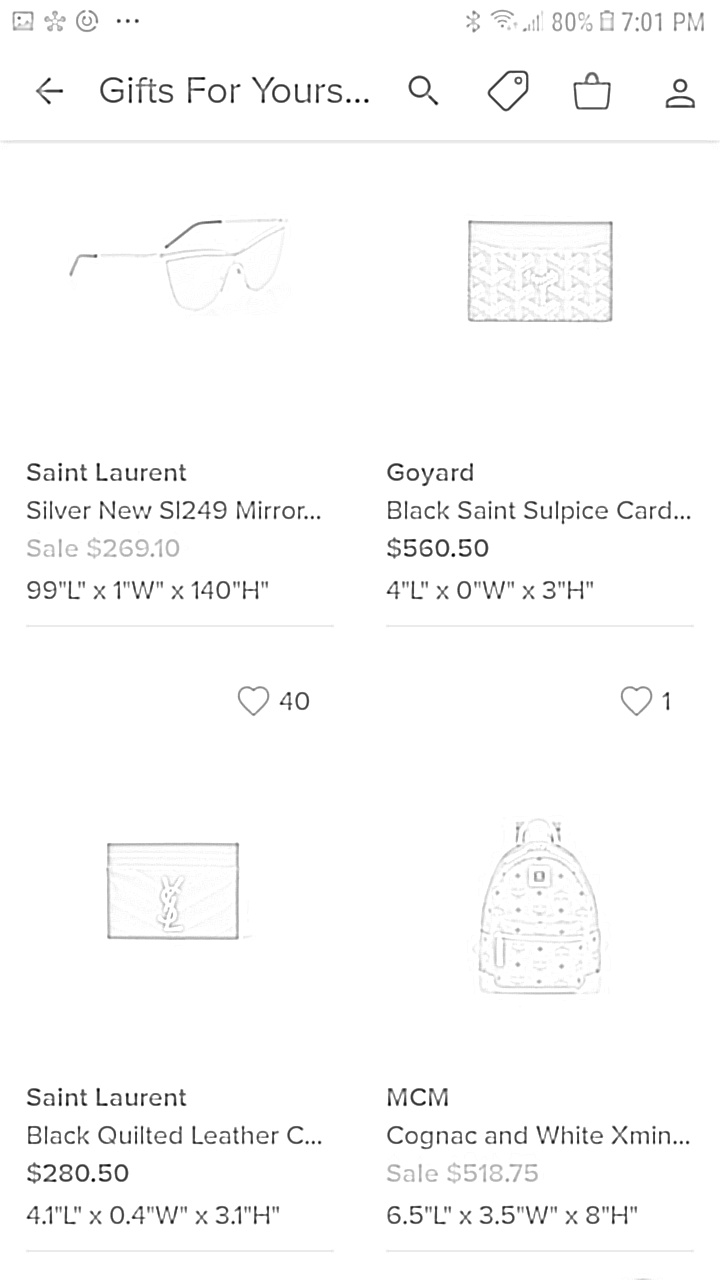 80% 7:01 PM
Gifts For Yours...
Saint Laurent
Silver New Sl249 Mirror...
Sale $269.10
99"L" x 1"W" x 140"H"
Goyard
Black Saint Sulpice Card...
$560.50
4"L" x 0"W" x 3"H"
40
1
YSL
Saint Laurent
Black Quilted Leather C...
$280.50
4.1"L" x 0.4"W" x 3.1"H"
MCM
Cognac and White Xmin...
Sale $518.75
6.5"L" x 3.5"W" x 8"H"